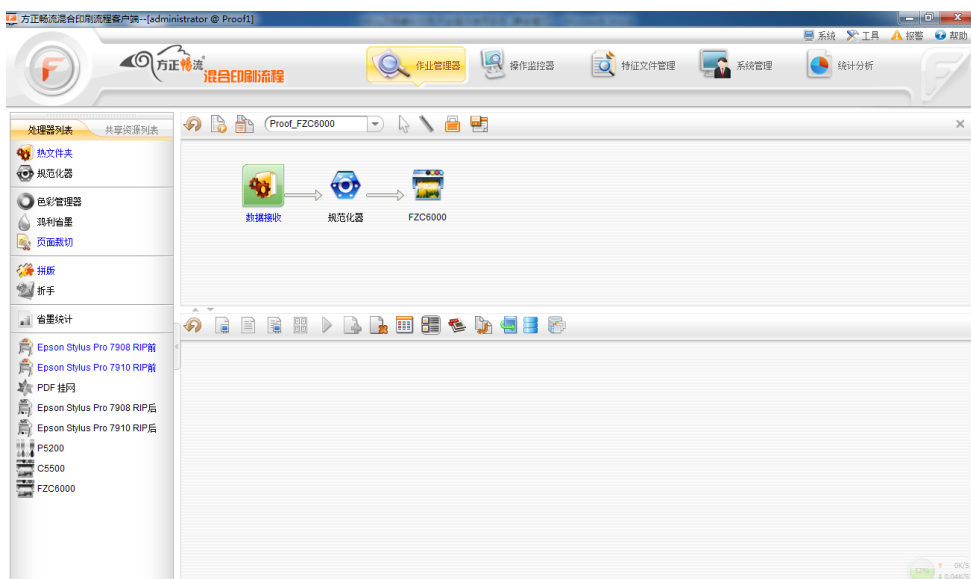 方正畅流混合印刷流程客户端--[administrator @ Proof1]
系统 工具 报警 帮助
方正畅流 混合印刷流程
作业管理器 操作监控器 特征文件管理 系统管理 统计分析
处理器列表 共享资源列表
Proof_FZC6000
热文件夹
规范化器
色彩管理器
鸿利省墨
页面裁切
拼版
折手
省墨统计
Epson Stylus Pro 7908 RIP前
Epson Stylus Pro 7910 RIP前
PDF 挂网
Epson Stylus Pro 7908 RIP后
Epson Stylus Pro 7910 RIP后
P5200
C5500
FZC6000
数据接收 规范化器 FZC6000
0K/S
0.04K/S